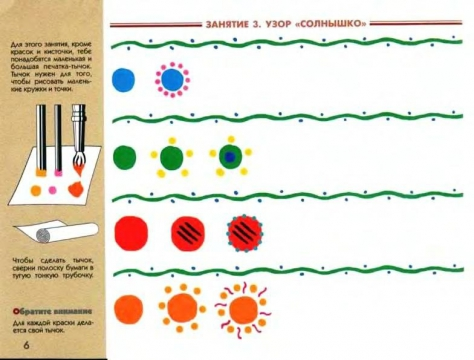 ЗАНЯТИЕ 3. УЗОР «СОЛНЫШКО»
Для этого занятия, кроме
красок и кисточки, тебе
понадобятся маленькая и
большая печатка-тычок.
Тычок нужен для того,
чтобы рисовать малень-
кие кружки и точки.
Чтобы сделать тычок,
сверни полоску бумаги в
тугую тонкую трубочку.
Обратите внимание
Для каждой краски дела-
ется свой тычок.
6